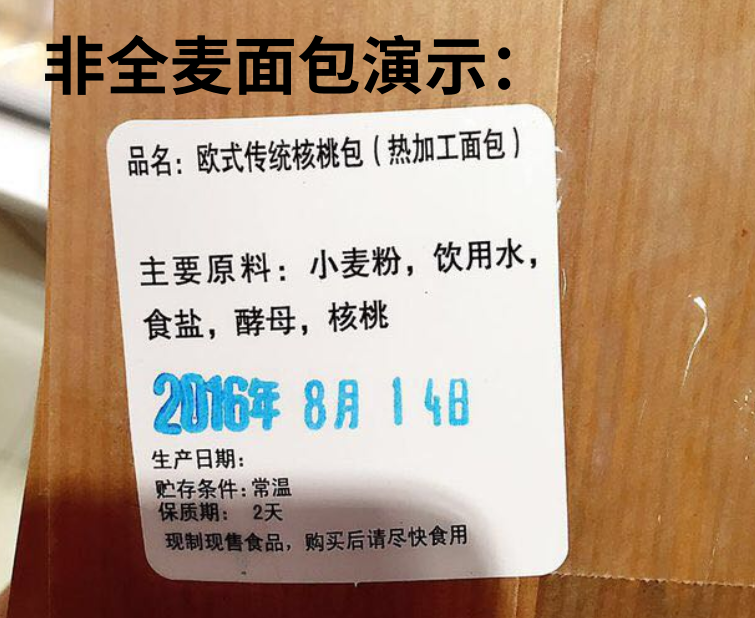 非全麦面包演示：
品名：欧式传统核桃包（热加工面包）
主要原料：小麦粉，饮用水，
食盐，酵母，核桃
2016年 8月 14日
生产日期：
贮存条件：常温
保质期： 2天
现制现售食品，购买后请尽快食用